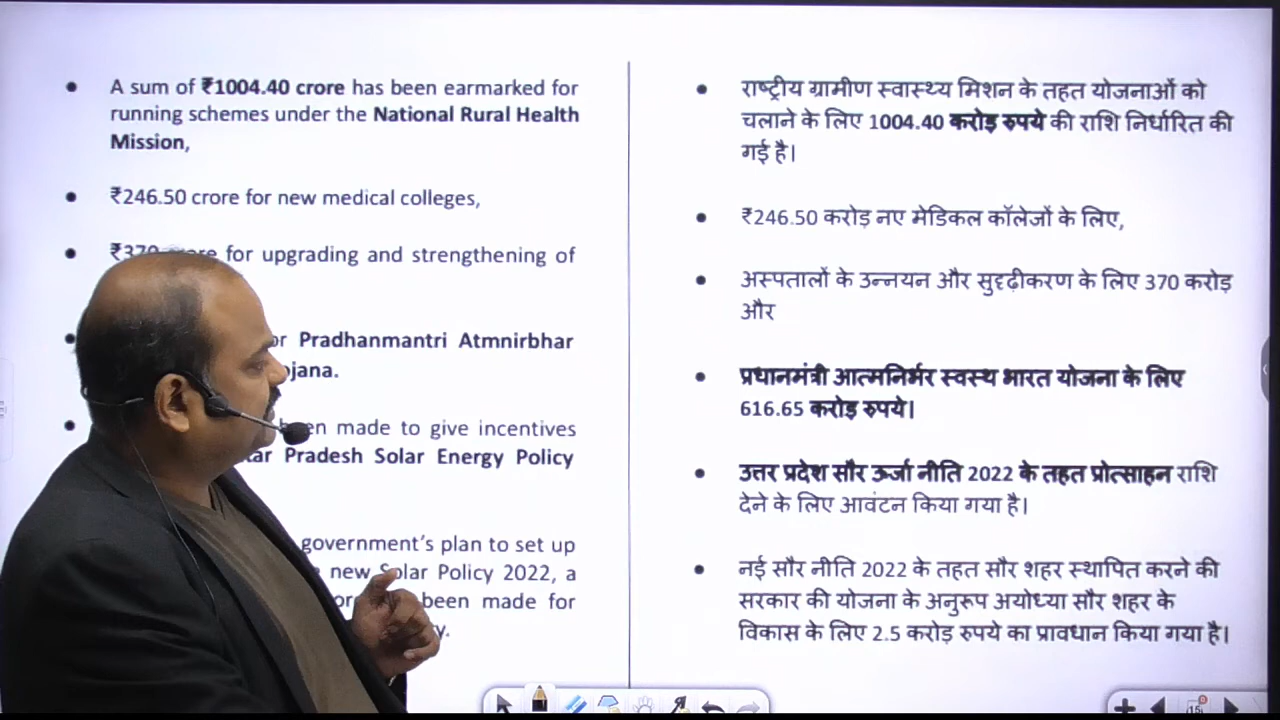 A sum of ₹1004.40 crore has been earmarked for
running schemes under the National Rural Health
Mission,
₹246.50 crore for new medical colleges,
for upgrading and strengthening of
Pradhanmantri Atmnirbhar
made to give incentives
Pradesh Solar Energy Policy
government's plan to set up
new Solar Policy 2022, a
been made for
राष्ट्रीय ग्रामीण स्वास्थ्य मिशन के तहत योजनाओं को
चलाने के लिए 1004.40 करोड़ रुपये की राशि निर्धारित की
गई है।
₹246.50 करोड़ नए मेडिकल कॉलेजों के लिए,
अस्पतालों के उन्नयन और सुदृढ़ीकरण के लिए 370 करोड़
और
प्रधानमंत्री आत्मनिर्भर स्वस्थ भारत योजना के लिए
616.65 करोड़ रुपये।
उत्तर प्रदेश सौर ऊर्जा नीति 2022 के तहत प्रोत्साहन राशि
देने के लिए आवंटन किया गया है।
नई सौर नीति 2022 के तहत सौर शहर स्थापित करने की
सरकार की योजना के अनुरूप अयोध्या सौर शहर के
विकास के लिए 2.5 करोड़ रुपये का प्रावधान किया गया है।